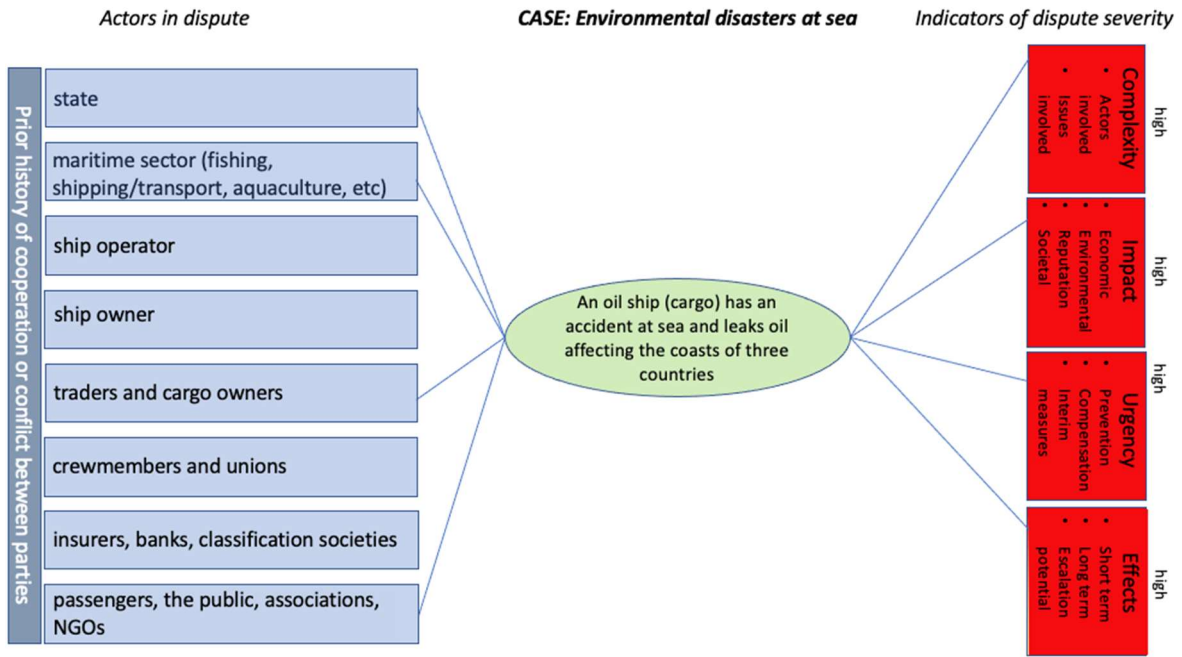 Actors in dispute
CASE: Environmental disasters at sea
Indicators of dispute severity
Prior history of cooperation or conflict between parties
state
maritime sector (fishing,
shipping/transport, aquaculture, etc)
ship operator
ship owner
traders and cargo owners
crewmembers and unions
insurers, banks, classification societies
passengers, the public, associations,
NGOs
An oil ship (cargo) has an
accident at sea and leaks oil
affecting the coasts of three
countries
Complexity
• Actors
involved
• Issues
involved
high
Impact
• Economic
• Environmental
• Reputation
• Societal
high
Urgency
• Prevention
• Compensation
• Interim
measures
high
Effects
• Short term
• Long term
• Escalation
potential
high